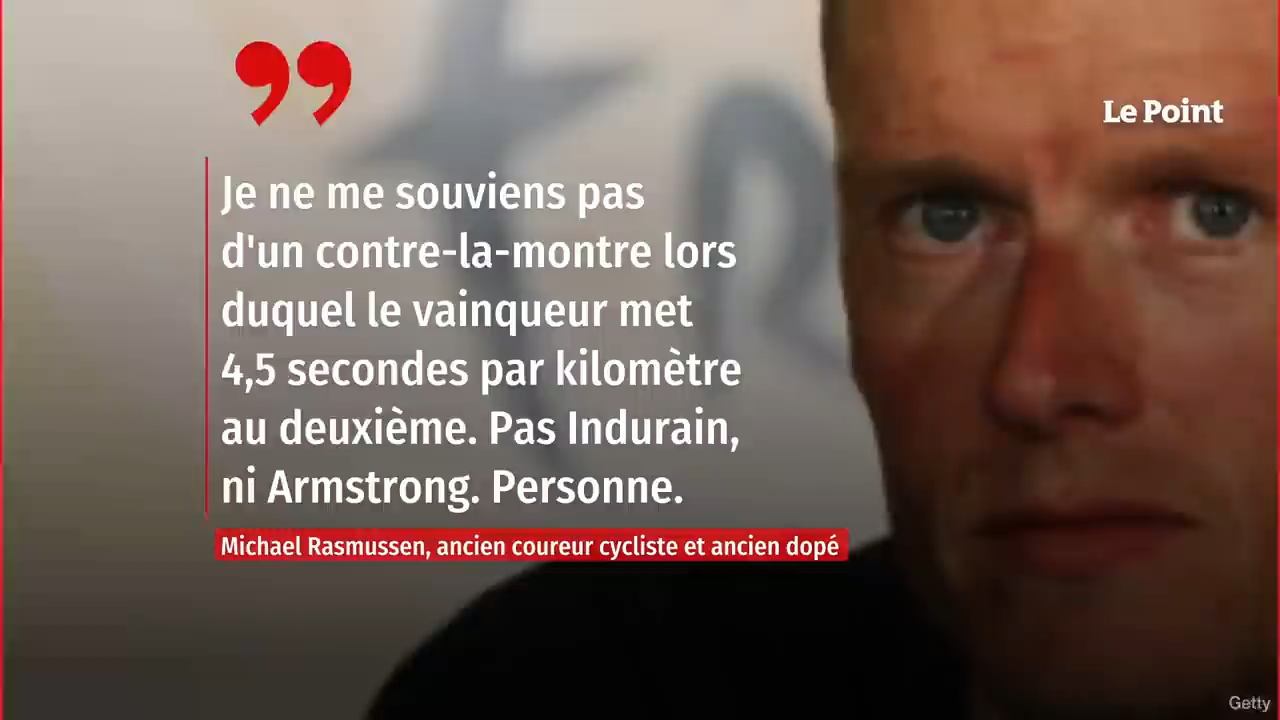 ”
Le Point
Je ne me souviens pas
d'un contre-la-montre lors
duquel le vainqueur met
4,5 secondes par kilomètre
au deuxième. Pas Indurain,
ni Armstrong. Personne.
Michael Rasmussen, ancien coureur cycliste et ancien dopé
Getty